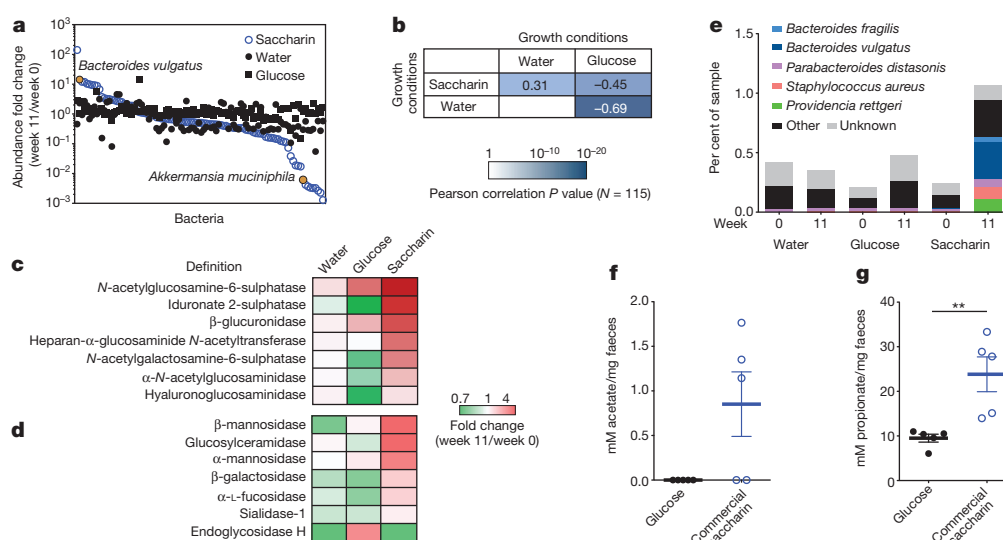 a
Abundance fold change
(week 11/week 0)
10³
10²
10¹
10⁰
10⁻¹
10⁻²
10⁻³
Saccharin
Water
Glucose
Bacteroides vulgatus
Akkermansia muciniphila
Bacteria
b
Growth conditions
Growth
conditions
Water Glucose
Saccharin 0.31 −0.45
Water −0.69
1 10⁻¹⁰ 10⁻²⁰
Pearson correlation P value (N = 115)
e
Per cent of sample
1.5
1.0
0.5
0.0
Bacteroides fragilis
Bacteroides vulgatus
Parabacteroides distasonis
Staphylococcus aureus
Providencia rettgeri
Other Unknown
Week 0 11 0 11 0 11
Water Glucose Saccharin
c
Definition Water Glucose Saccharin
N-acetylglucosamine-6-sulphatase
Iduronate 2-sulphatase
β-glucuronidase
Heparan-α-glucosaminide N-acetyltransferase
N-acetylgalactosamine-6-sulphatase
α-N-acetylglucosaminidase
Hyaluronoglucosaminidase
d
β-mannosidase
Glucosylceramidase
α-mannosidase
β-galactosidase
α-L-fucosidase
Sialidase-1
Endoglycosidase H
0.7 1 4
Fold change
(week 11/week 0)
f
mM acetate/mg faeces
2.0
1.5
1.0
0.5
0.0
Glucose
Commercial
saccharin
g
mM propionate/mg faeces
40
30
20
10
0
**
Glucose
Commercial
saccharin